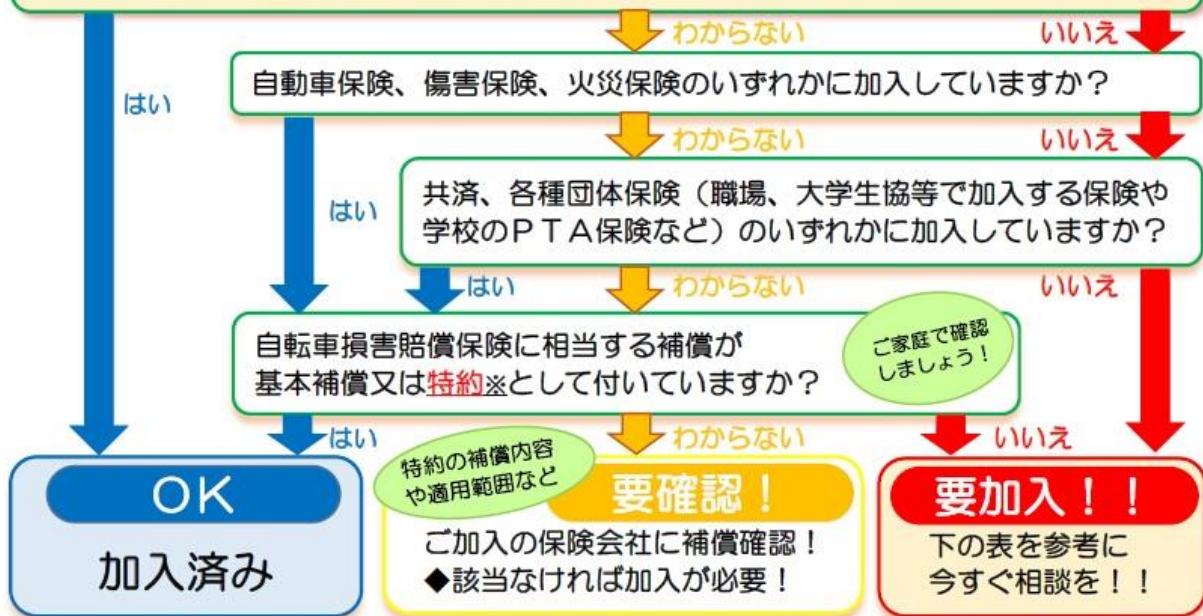 わからない
いいえ
はい
自動車保険、傷害保険、火災保険のいずれかに加入していますか？
わからない
いいえ
はい
共済、各種団体保険（職場、大学生協等で加入する保険や
学校のＰＴＡ保険など）のいずれかに加入していますか？
はい
わからない
いいえ
自転車損害賠償保険に相当する補償が
基本補償又は特約※として付いていますか？
ご家庭で確認
しましょう！
はい
わからない
いいえ
OK
加入済み
特約の補償内容
や適用範囲など
要確認！
ご加入の保険会社に補償確認！
◆該当なければ加入が必要！
要加入！！
下の表を参考に
今すぐ相談を！！